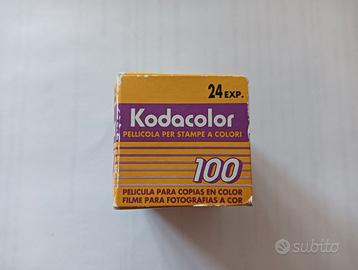 24 EXP.
Kodacolor
PELLICOLA PER STAMPE A COLORI
100
PELICULA PARA COPIAS EN COLOR
FILME PARA FOTOGRAFIAS A COR
subito